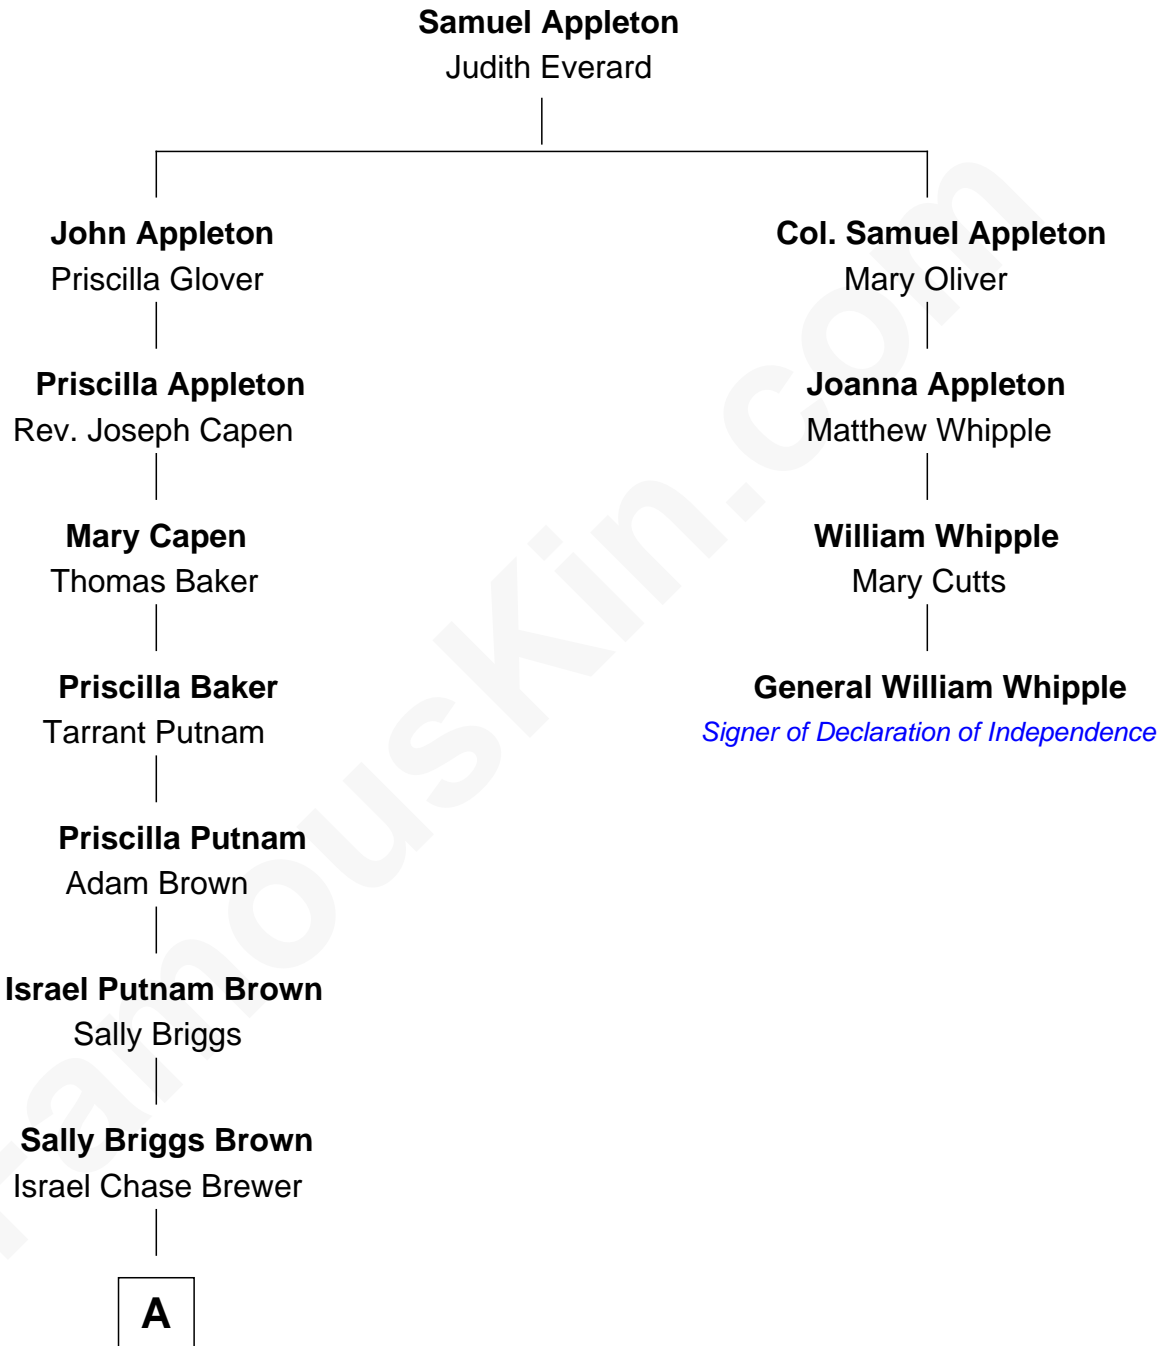 Samuel Appleton
Judith Everard
John Appleton
Priscilla Glover
Col. Samuel Appleton
Mary Oliver
Priscilla Appleton
Rev. Joseph Capen
Joanna Appleton
Matthew Whipple
Mary Capen
Thomas Baker
William Whipple
Mary Cutts
Priscilla Baker
Tarrant Putnam
General William Whipple
Signer of Declaration of Independence
Priscilla Putnam
Adam Brown
Israel Putnam Brown
Sally Briggs
Sally Briggs Brown
Israel Chase Brewer
A
FamousKin.com